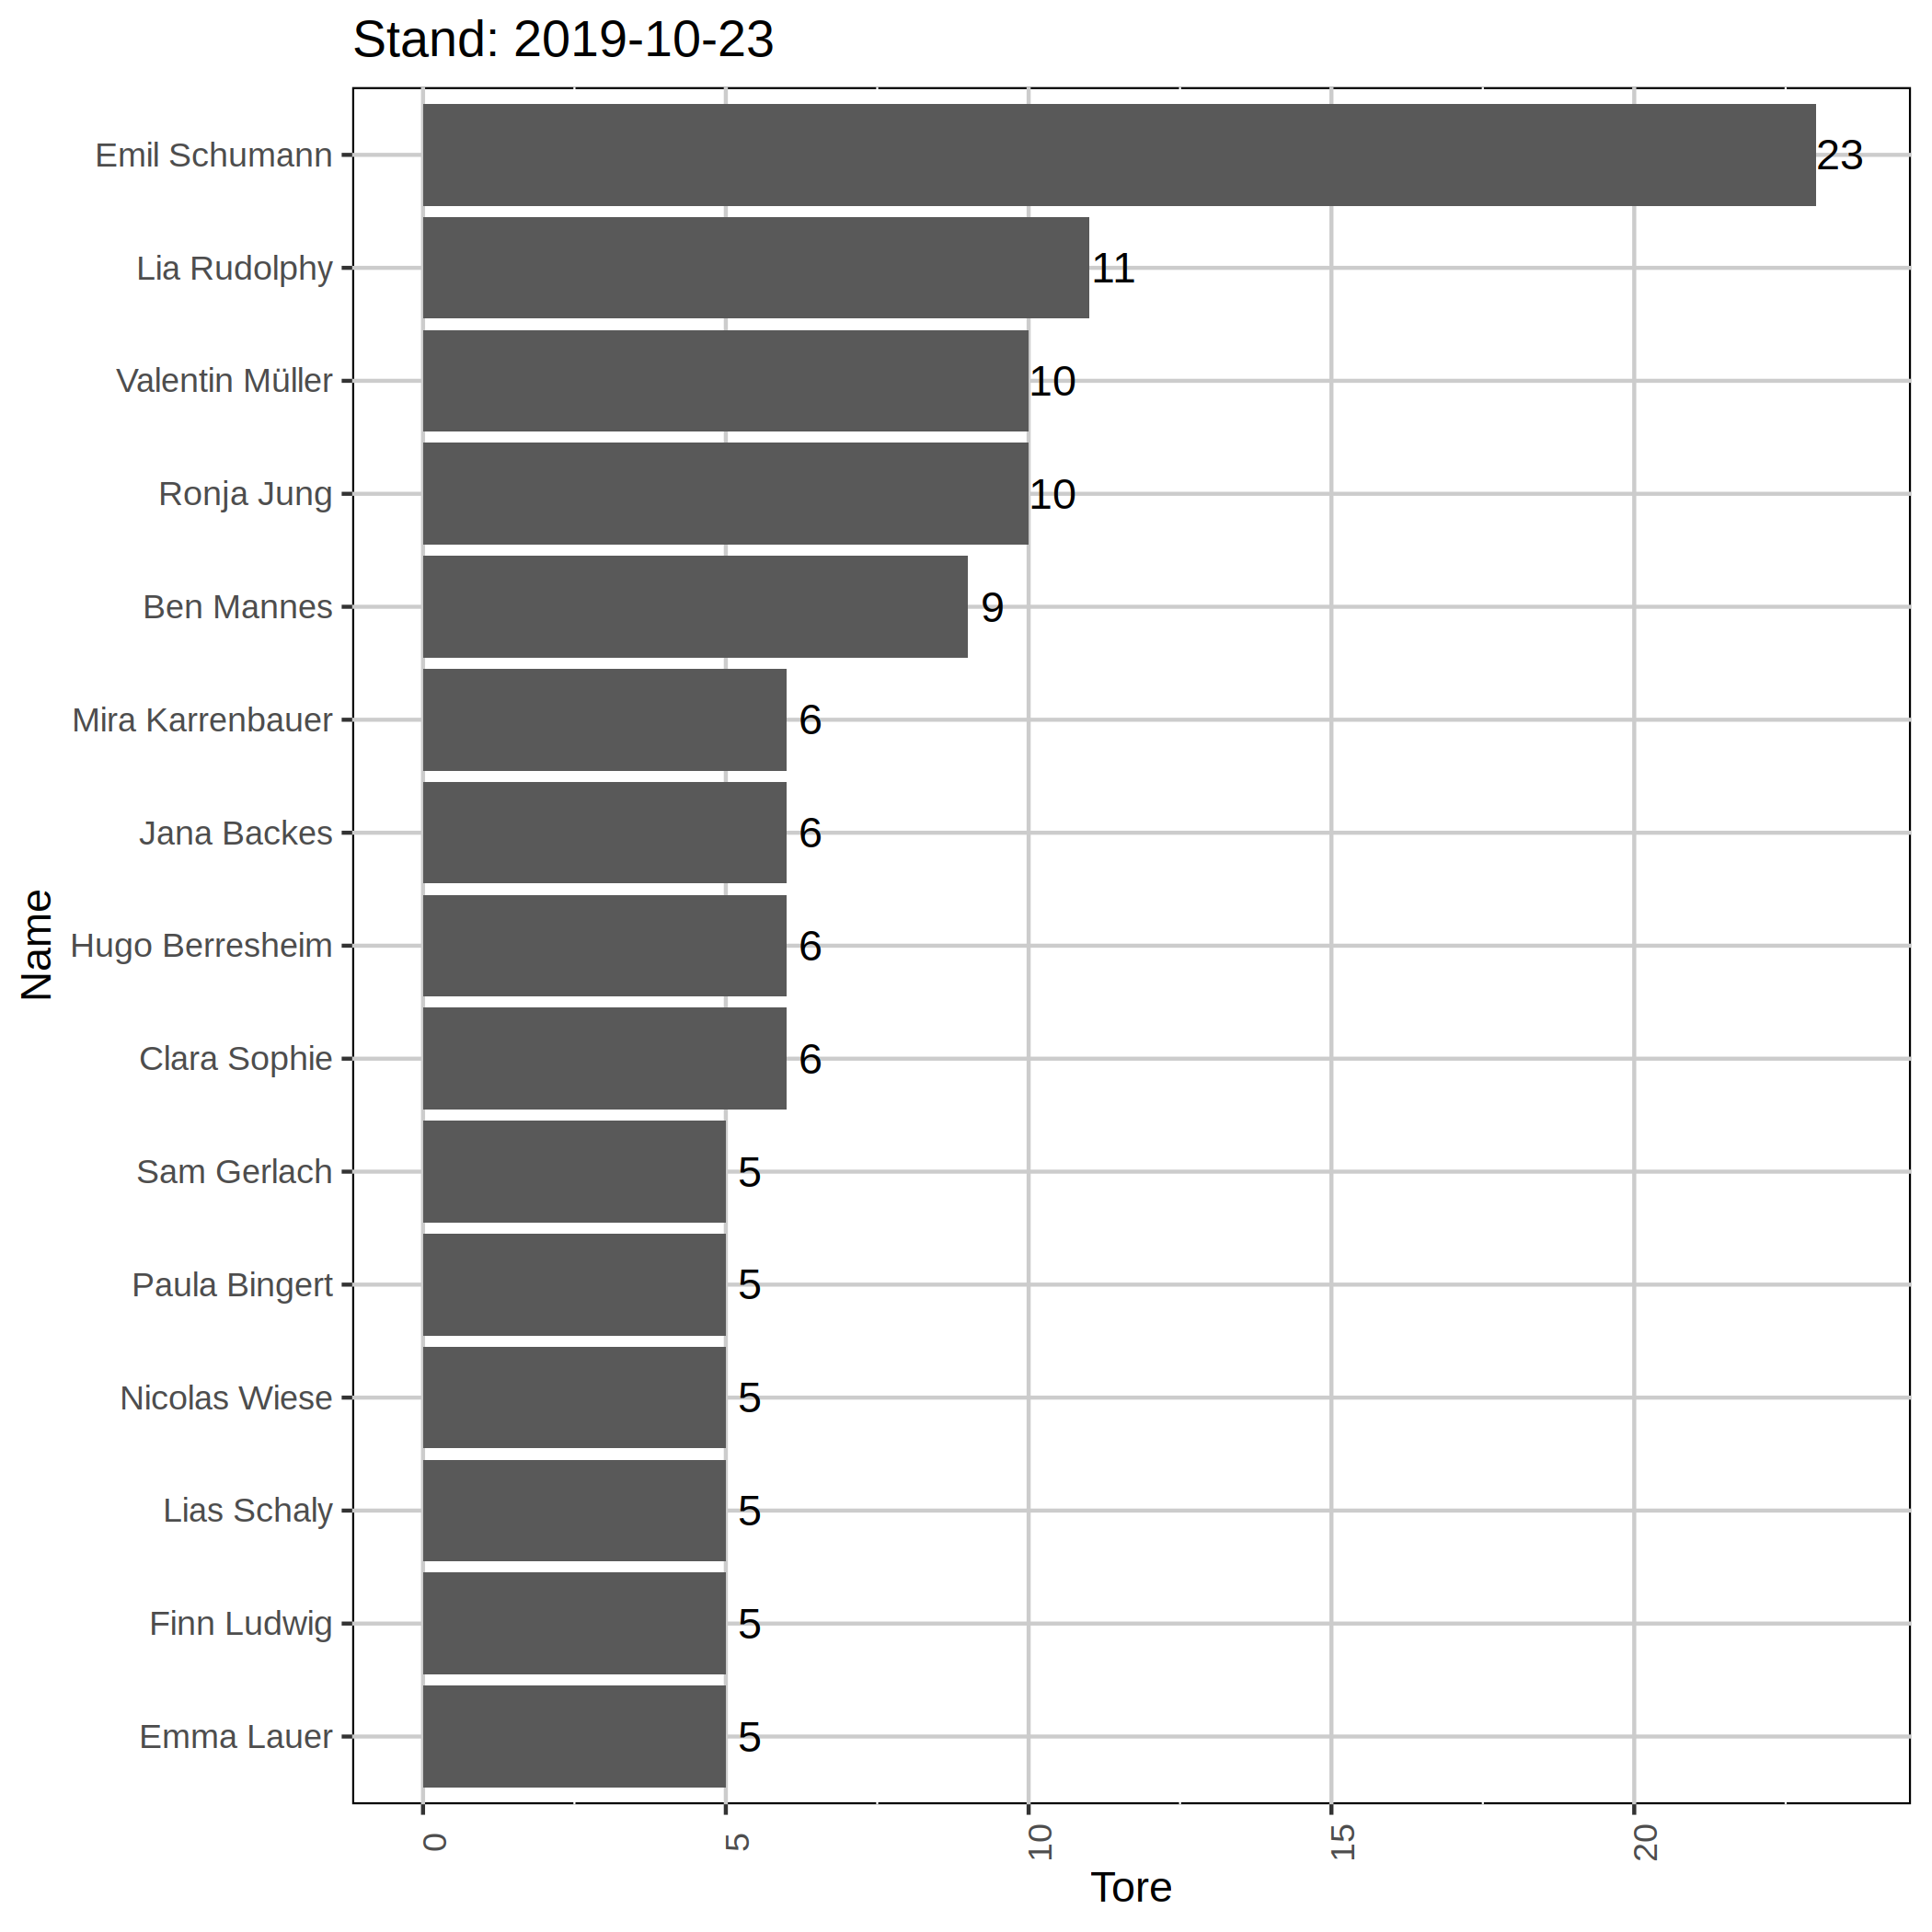 Stand: 2019-10-23
Emil Schumann 23
Lia Rudolphy 11
Valentin Müller 10
Ronja Jung 10
Ben Mannes 9
Mira Karrenbauer 6
Jana Backes 6
Hugo Berresheim 6
Clara Sophie 6
Sam Gerlach 5
Paula Bingert 5
Nicolas Wiese 5
Lias Schaly 5
Finn Ludwig 5
Emma Lauer 5
Name
0 5 10 15 20
Tore